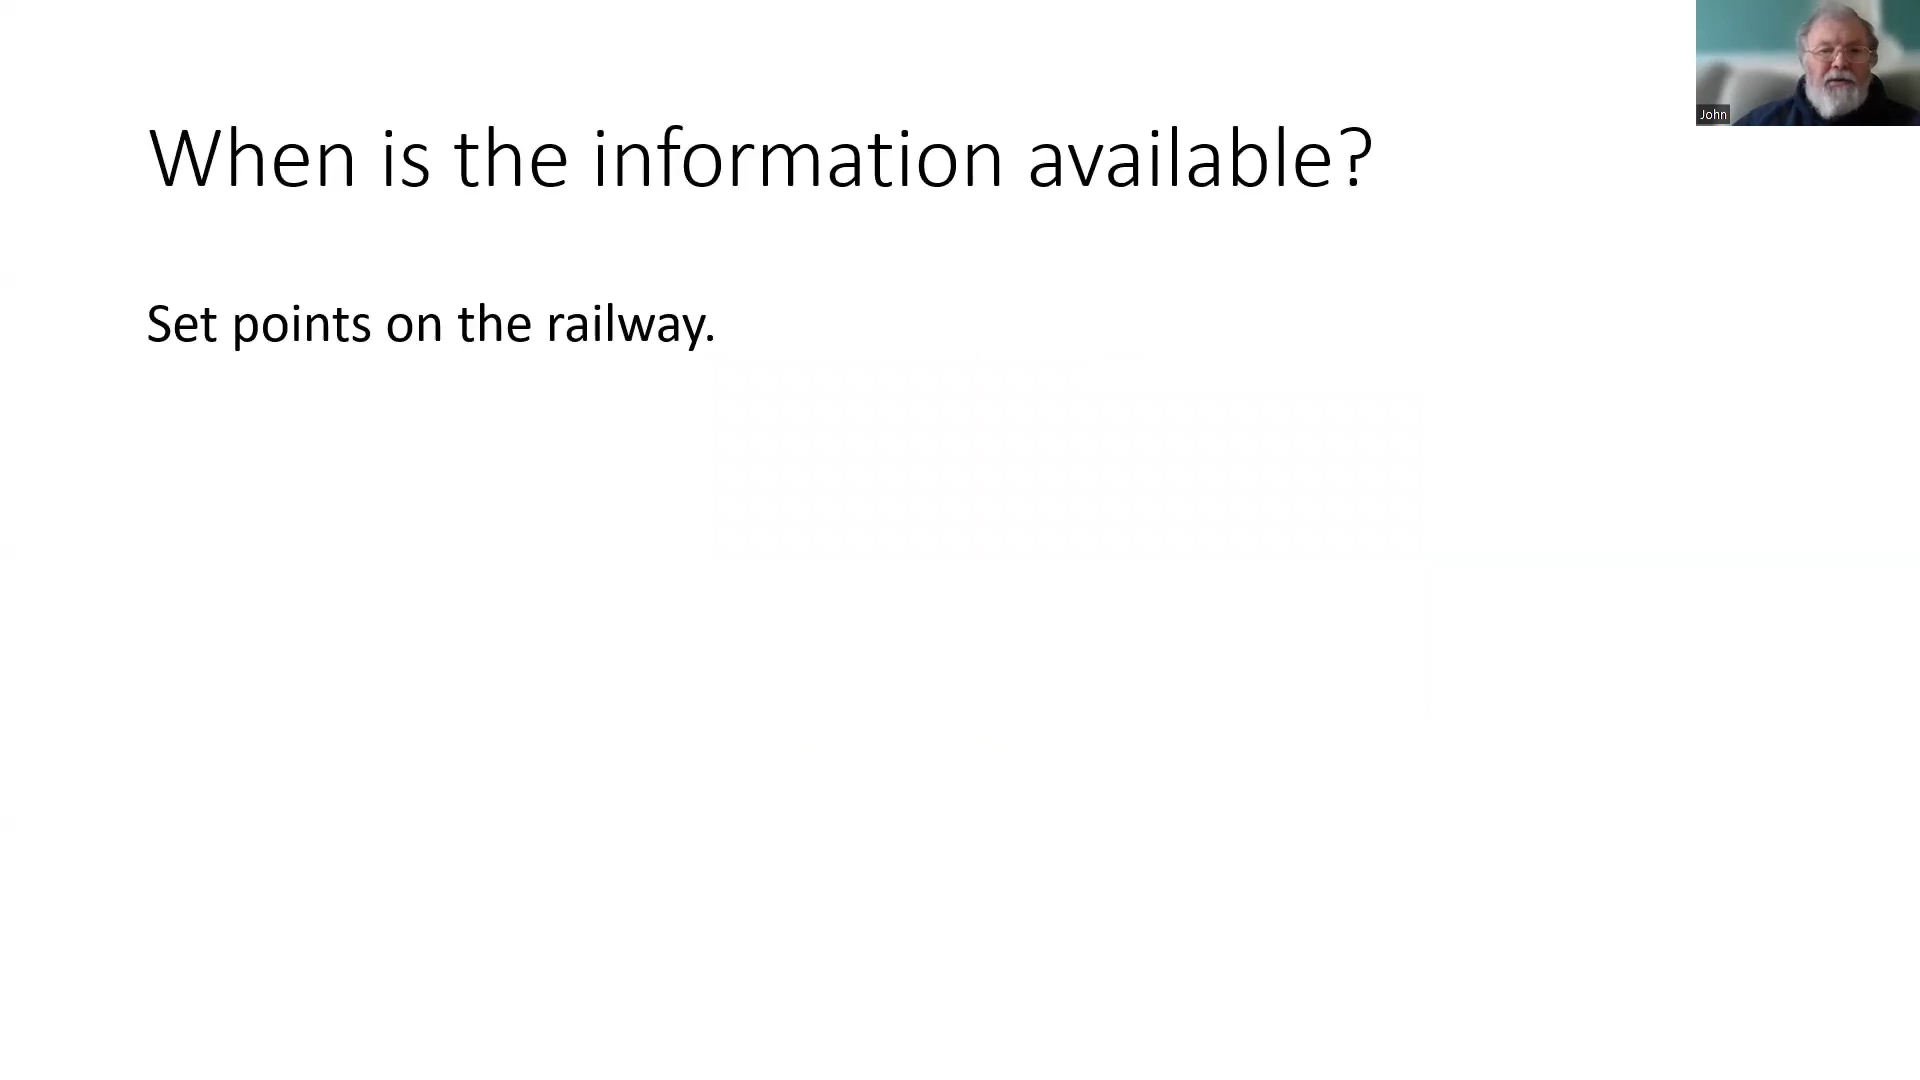 When is the information available?
Set points on the railway.
John